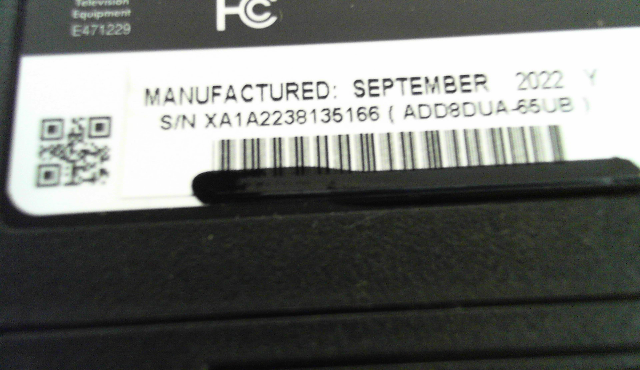 Television
Equipment
E471229
FC
MANUFACTURED: SEPTEMBER 2022 Y
S/N XA1A2238135166 ( ADD8DUA-65UB )